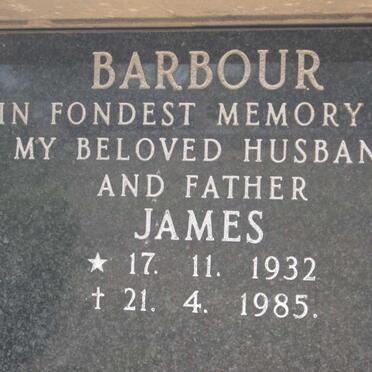 BARBOUR
IN FONDEST MEMORY
MY BELOVED HUSBAN
AND FATHER
JAMES
★ 17. 11. 1932
† 21. 4. 1985.